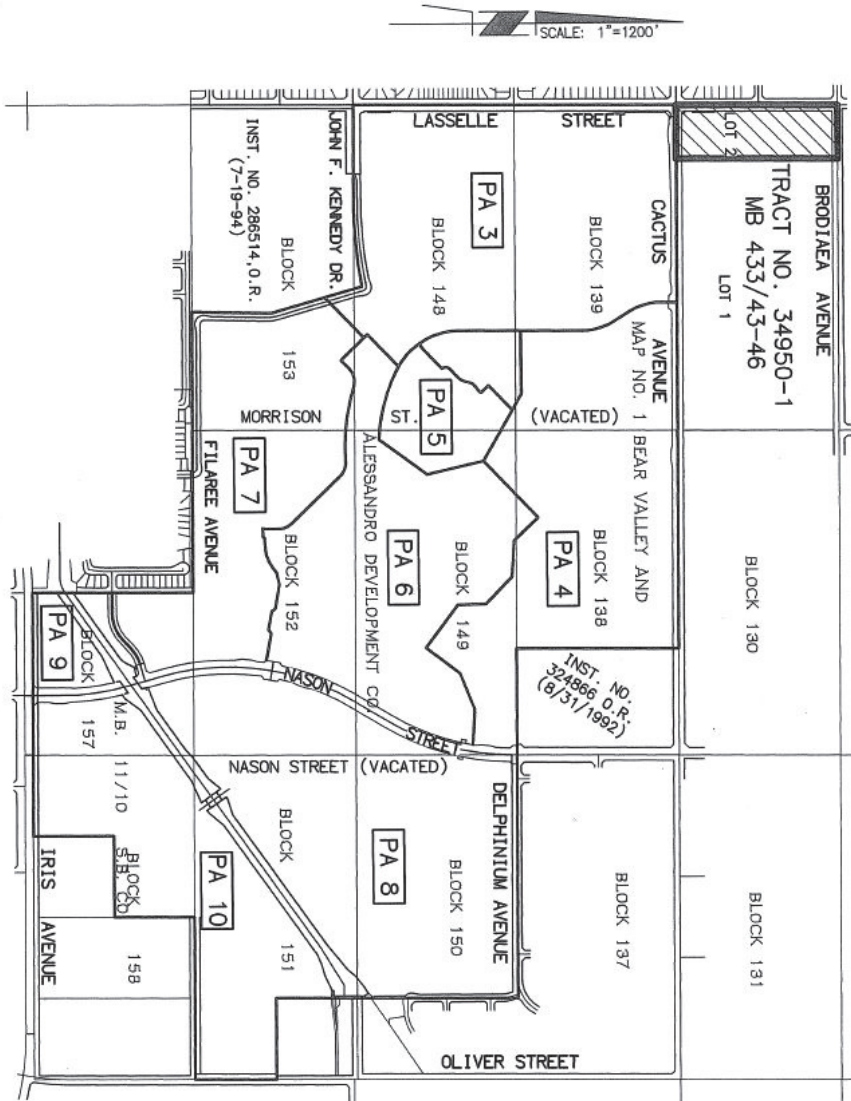 SCALE: 1"=1200'
LASSELLE STREET
LOT 2
BRODIAEA AVENUE
TRACT NO. 34950-1
MB 433/43-46
LOT 1
JOHN F. KENNEDY DR.
INST. NO. 286514,O.R.
(7-19-94)
BLOCK
PA 3
BLOCK 148
BLOCK 139
CACTUS
AVENUE
MAP NO. 1 BEAR VALLEY AND
ALESSANDRO DEVELOPMENT CO.
153
MORRISON ST. (VACATED)
PA 5
PA 7
FILAREE AVENUE
BLOCK 152
PA 6
BLOCK 149
PA 4
BLOCK 138
BLOCK 130
INST. NO.
324866 O.R.
(8/31/1992)
PA 9
BLOCK
157
M.B. 11/10
S.B. CO
NASON
STREET
NASON STREET (VACATED)
DELPHINIUM AVENUE
PA 8
BLOCK 150
BLOCK
151
PA 10
BLOCK
158
IRIS
AVENUE
BLOCK 137
BLOCK 131
OLIVER STREET